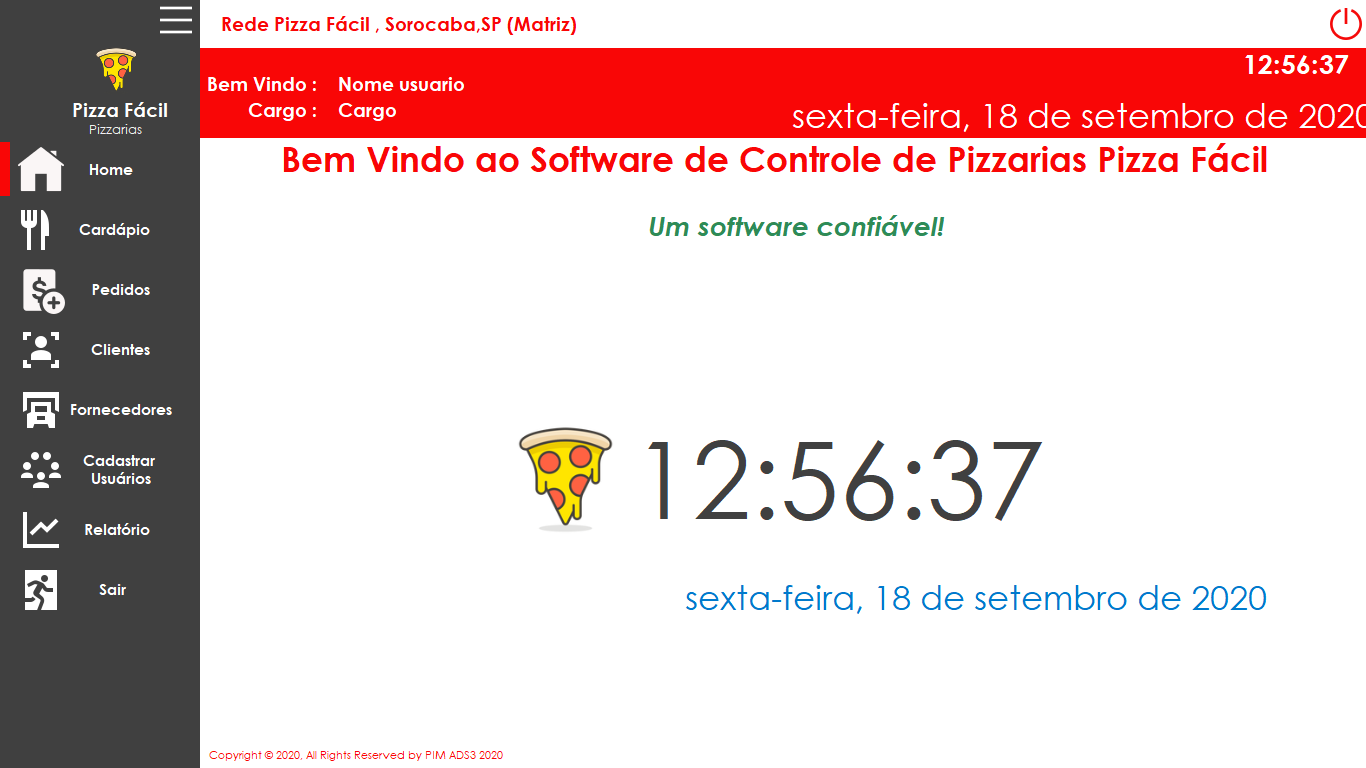 Rede Pizza Fácil , Sorocaba,SP (Matriz)
12:56:37
Bem Vindo : Nome usuario
Cargo : Cargo
sexta-feira, 18 de setembro de 2020
Pizza Fácil
Pizzarias
Home
Cardápio
Pedidos
Clientes
Fornecedores
Cadastrar
Usuários
Relatório
Sair
Bem Vindo ao Software de Controle de Pizzarias Pizza Fácil
Um software confiável!
12:56:37
sexta-feira, 18 de setembro de 2020
Copyright © 2020, All Rights Reserved by PIM ADS3 2020